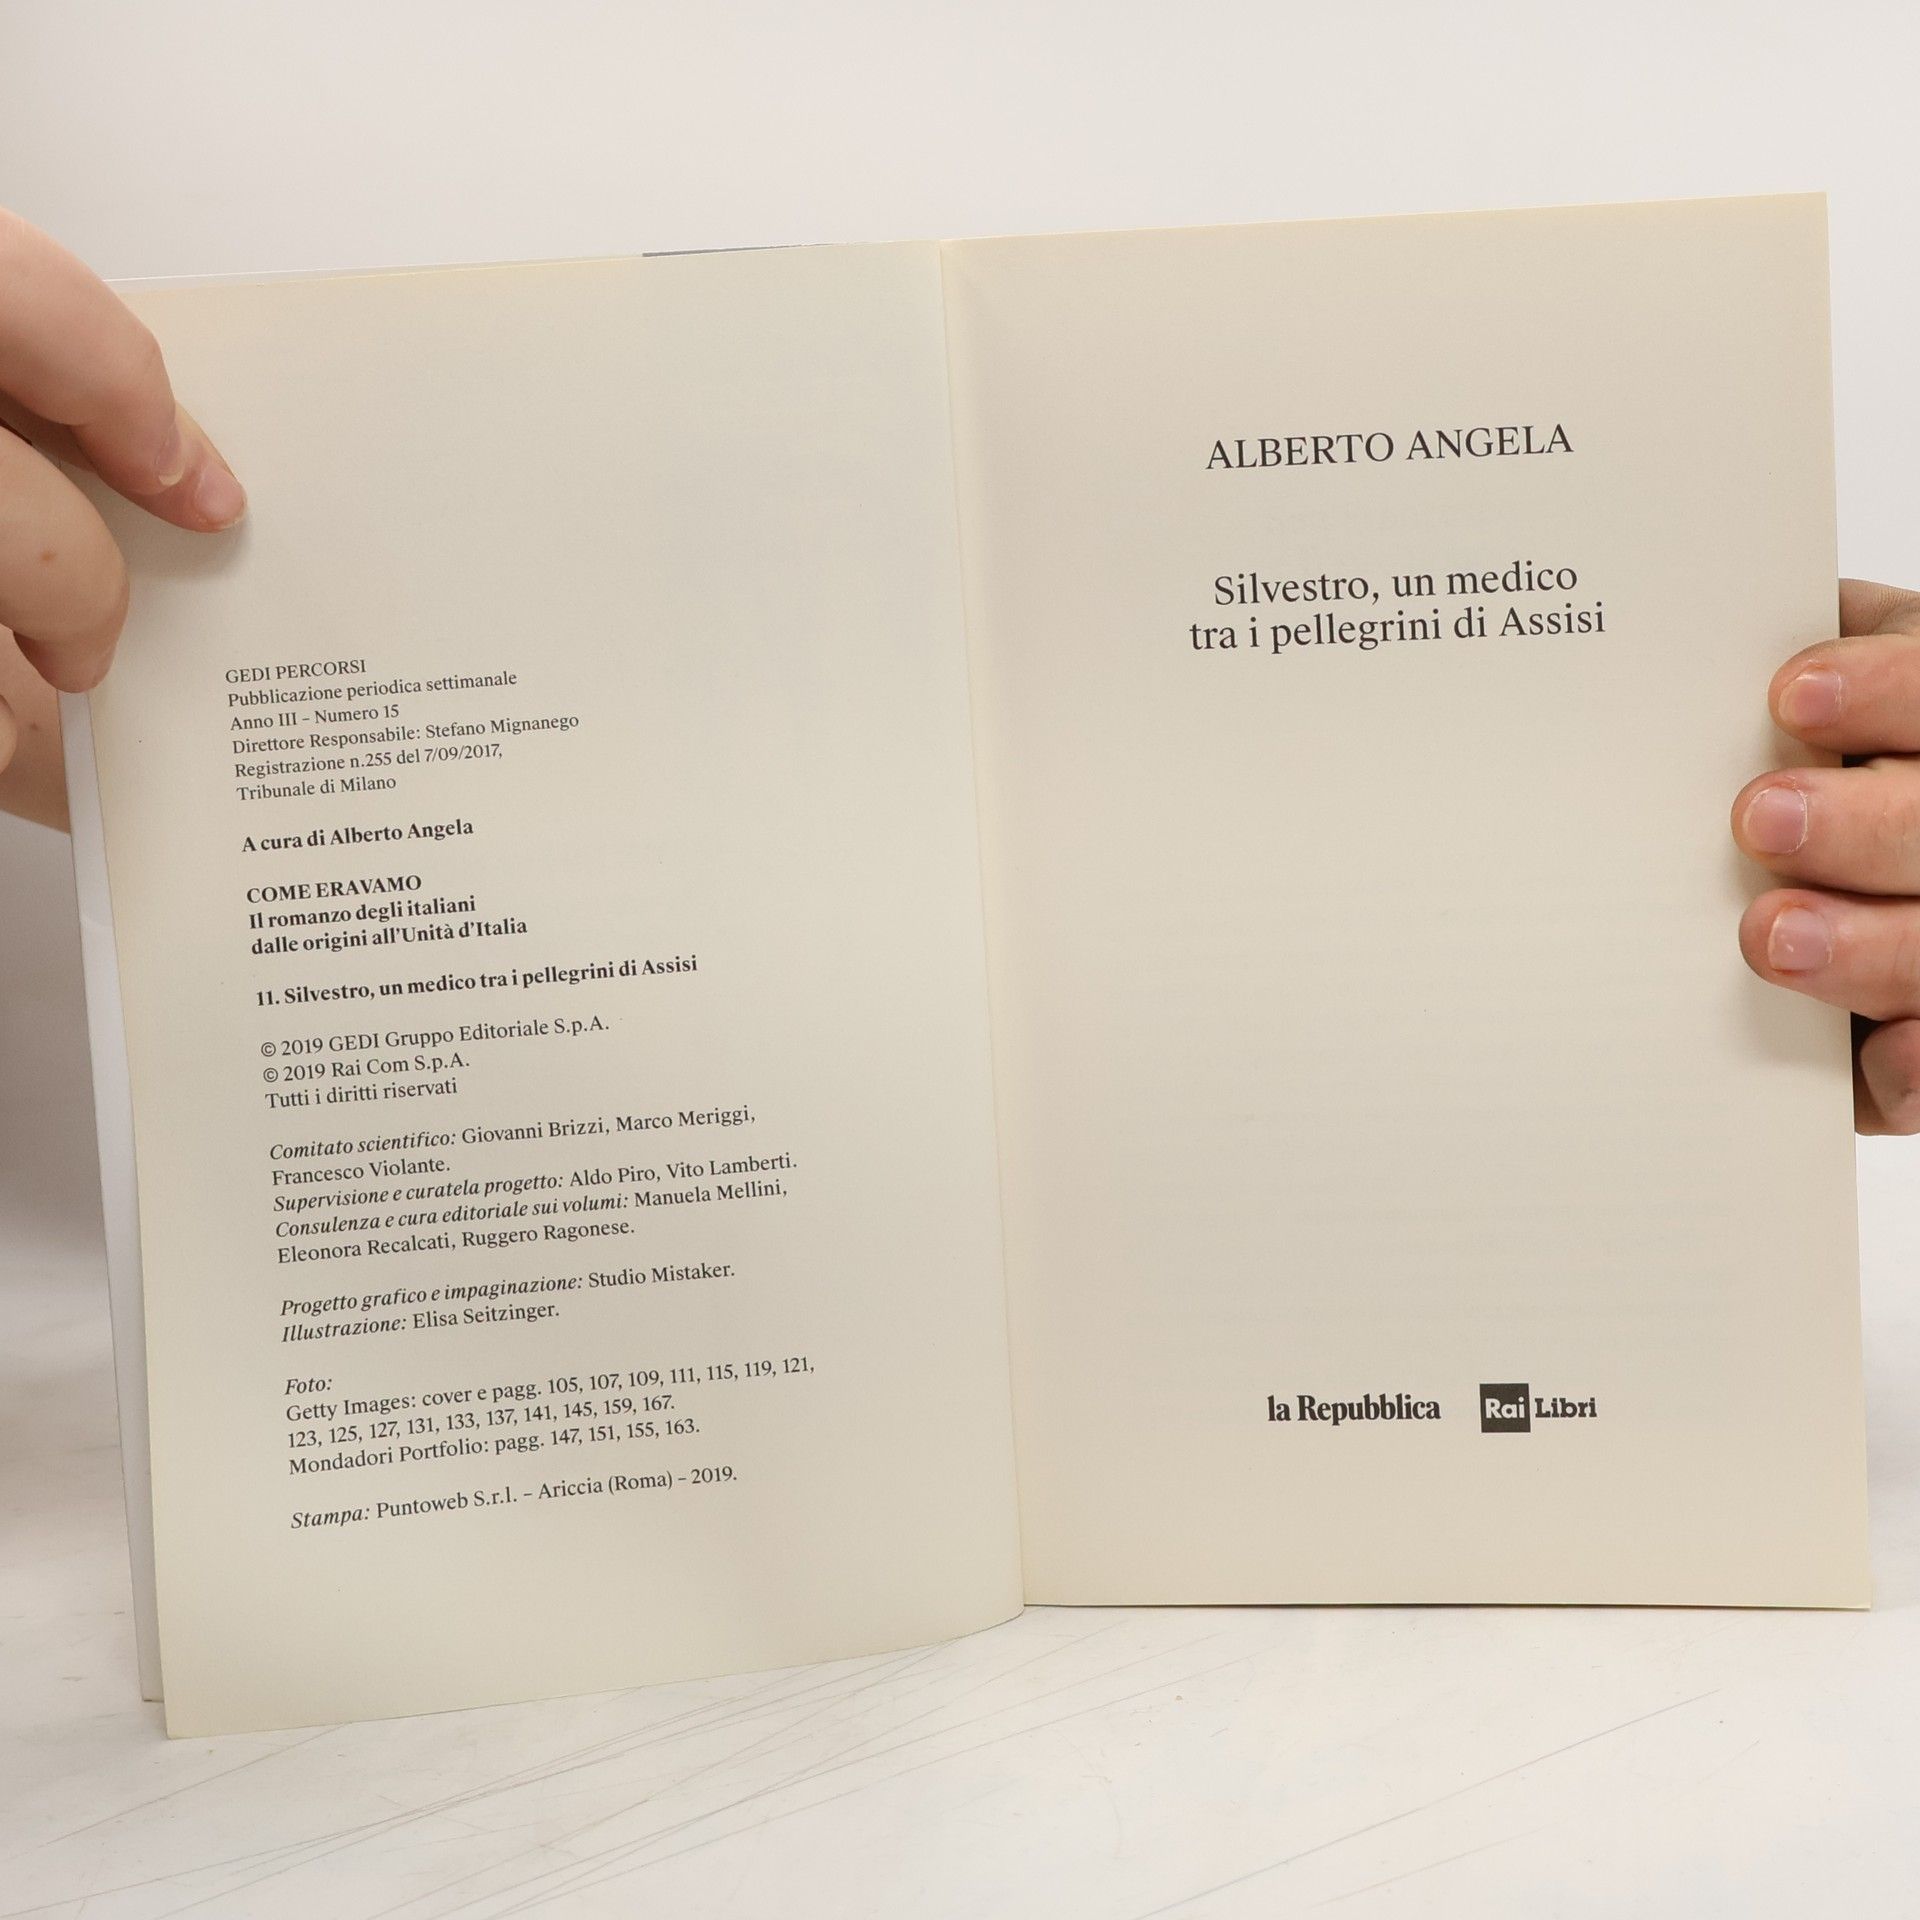 GEDI PERCORSI
Pubblicazione periodica settimanale
Anno III – Numero 15
Direttore Responsabile: Stefano Mignanego
Registrazione n.255 del 7/09/2017,
Tribunale di Milano
A cura di Alberto Angela
COME ERAVAMO
Il romanzo degli italiani
dalle origini all'Unità d'Italia
11. Silvestro, un medico tra i pellegrini di Assisi
© 2019 GEDI Gruppo Editoriale S.p.A.
© 2019 Rai Com S.p.A.
Tutti i diritti riservati
Comitato scientifico: Giovanni Brizzi, Marco Meriggi,
Francesco Violante.
Supervisione e curatela progetto: Aldo Piro, Vito Lamberti.
Consulenza e cura editoriale sui volumi: Manuela Mellini,
Eleonora Recalcati, Ruggero Ragonese.
Progetto grafico e impaginazione: Studio Mistaker.
Illustrazione: Elisa Seitzinger.
Foto:
Getty Images: cover e pagg. 105, 107, 109, 111, 115, 119, 121,
123, 125, 127, 131, 133, 137, 141, 145, 159, 167.
Mondadori Portfolio: pagg. 147, 151, 155, 163.
Stampa: Puntoweb S.r.l. – Ariccia (Roma) – 2019.
ALBERTO ANGELA
Silvestro, un medico
tra i pellegrini di Assisi
la Repubblica Rai Libri